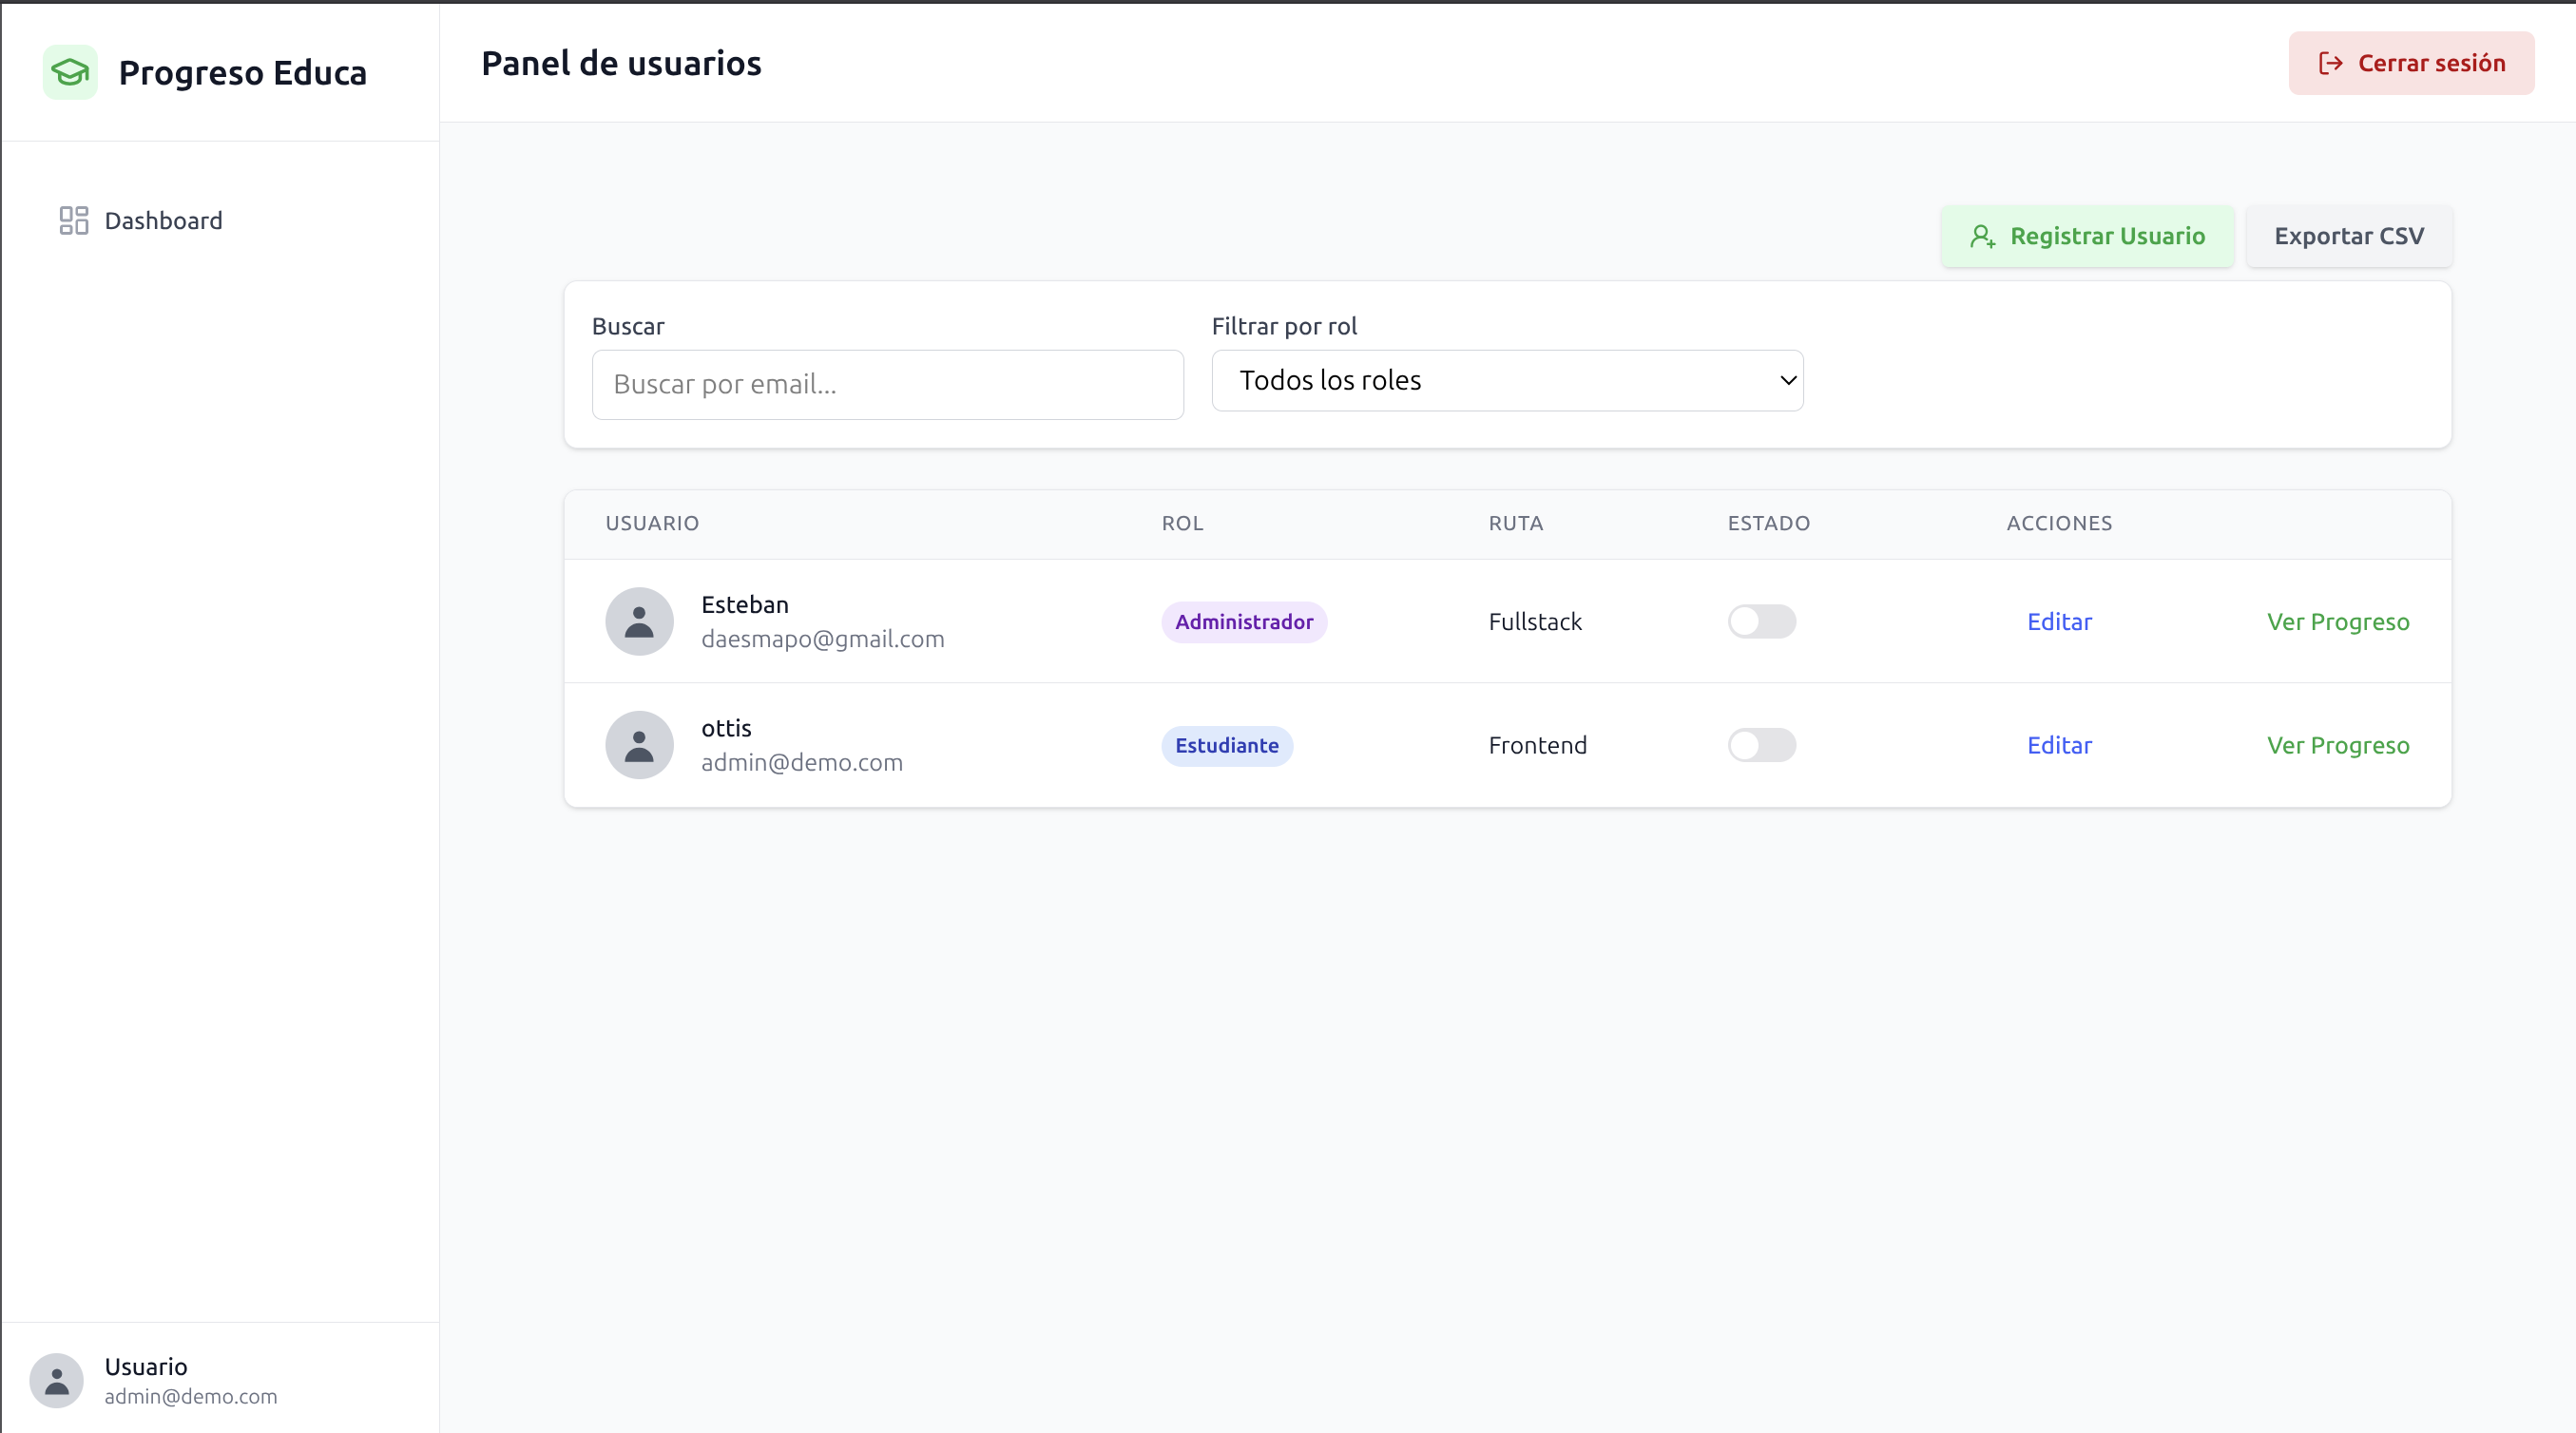 Progreso Educa
Panel de usuarios
Cerrar sesión
Dashboard
Registrar Usuario
Exportar CSV
Buscar
Filtrar por rol
Buscar por email...
Todos los roles
USUARIO ROL RUTA ESTADO ACCIONES
Esteban
daesmapo@gmail.com
Administrador
Fullstack
Editar
Ver Progreso
ottis
admin@demo.com
Estudiante
Frontend
Editar
Ver Progreso
Usuario
admin@demo.com